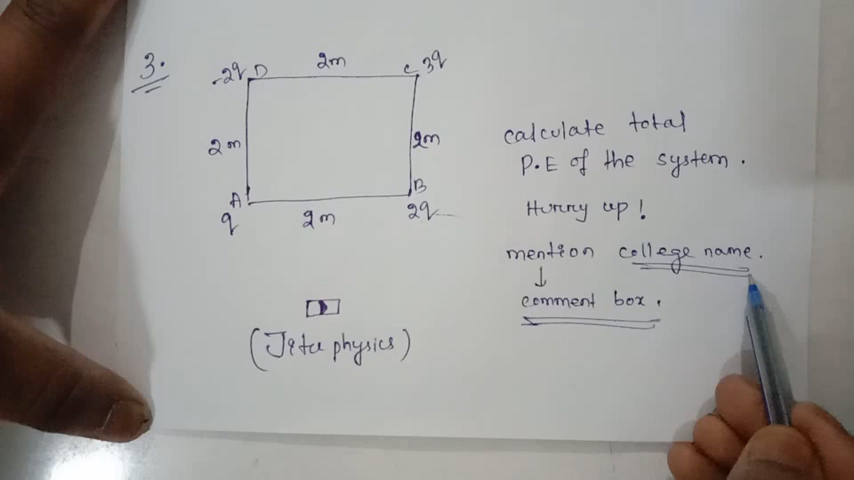 3.
-2q D 2m C 3q
2m 2m
A B
q 2m 2q
calculate total
P.E of the system.
Hurry up!
mention college name.
↓
comment box.
(Jitu physics)